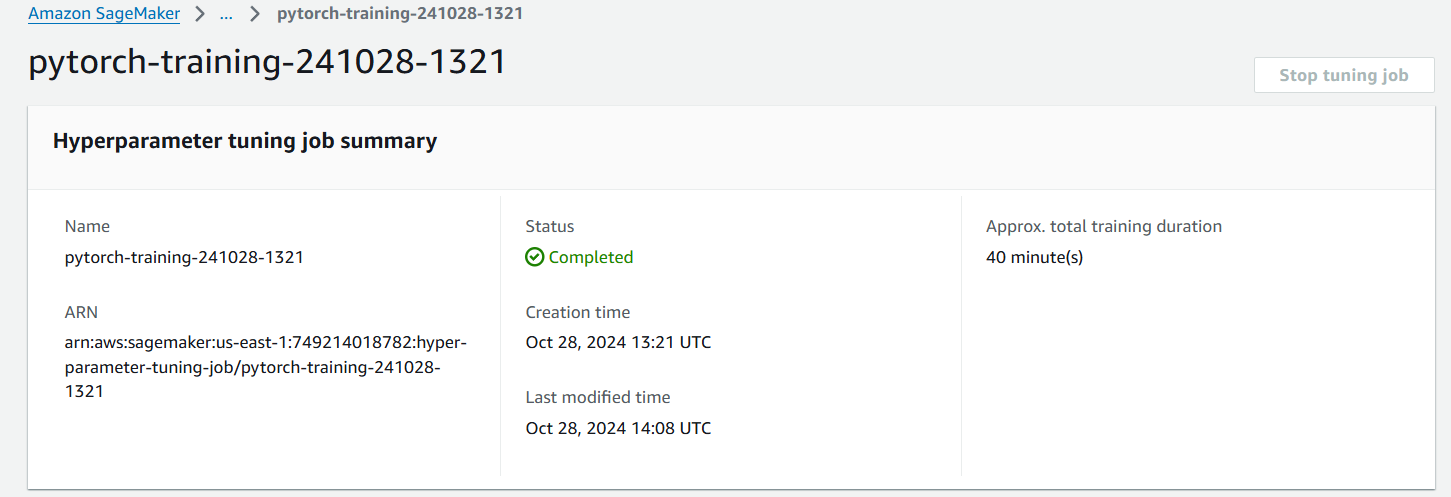 Amazon SageMaker > ... > pytorch-training-241028-1321
pytorch-training-241028-1321
Stop tuning job
Hyperparameter tuning job summary
Name
pytorch-training-241028-1321
ARN
arn:aws:sagemaker:us-east-1:749214018782:hyper-
parameter-tuning-job/pytorch-training-241028-
1321
Status
Completed
Creation time
Oct 28, 2024 13:21 UTC
Last modified time
Oct 28, 2024 14:08 UTC
Approx. total training duration
40 minute(s)